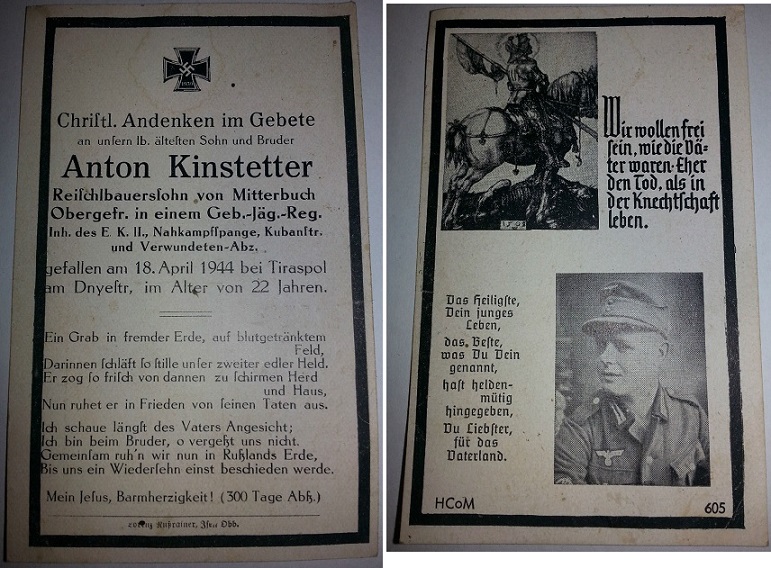 1939
Chriſtl. Andenken im Gebete
an unſern lb. älteſten Sohn und Bruder
Anton Kinstetter
Reiſchlbauersſohn von Mitterbuch
Obergefr. in einem Geb.-Jäg.-Reg.
Inh. des E. K. II., Nahkampfſpange, Kubanſtr.
und Verwundeten-Abz.
gefallen am 18. April 1944 bei Tiraspol
am Dnyeſtr, im Alter von 22 Jahren.
Ein Grab in fremder Erde, auf blutgetränktem
Feld,
Darinnen ſchläft ſo ſtille unſer zweiter edler Held.
Er zog ſo friſch von dannen zu ſchirmen Herd
und Haus,
Nun ruhet er in Frieden von ſeinen Taten aus.
Ich schaue längſt des Vaters Angeſicht;
Ich bin beim Bruder, o vergeßt uns nicht.
Gemeinſam ruh'n wir nun in Rußlands Erde,
Bis uns ein Wiederſehn einst beschieden werde.
Mein Jeſus, Barmherzigkeit! (300 Tage Abſ.)
Rußrainer, Obb.
Wir wollen frei
ſein, wie die Vä-
ter waren. Eher
den Tod, als in
der Knechtſchaft
leben.
Das Heiligſte,
Dein junges
Leben,
das Beſte,
was Du Dein
genannt,
haſt helden-
mütig
hingegeben,
Du Liebſter,
für das
Vaterland.
HCoM
605